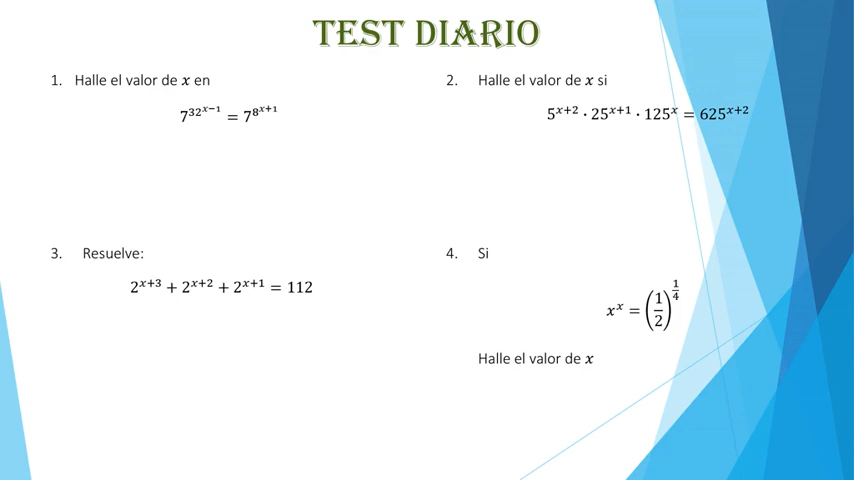 TEST DIARIO
1. Halle el valor de x en
7^{32^{x−1}} = 7^{8^{x+1}}
2. Halle el valor de x si
5^{x+2} · 25^{x+1} · 125^{x} = 625^{x+2}
3. Resuelve:
2^{x+3} + 2^{x+2} + 2^{x+1} = 112
4. Si
x^{x} = (1/2)^{1/4}
Halle el valor de x